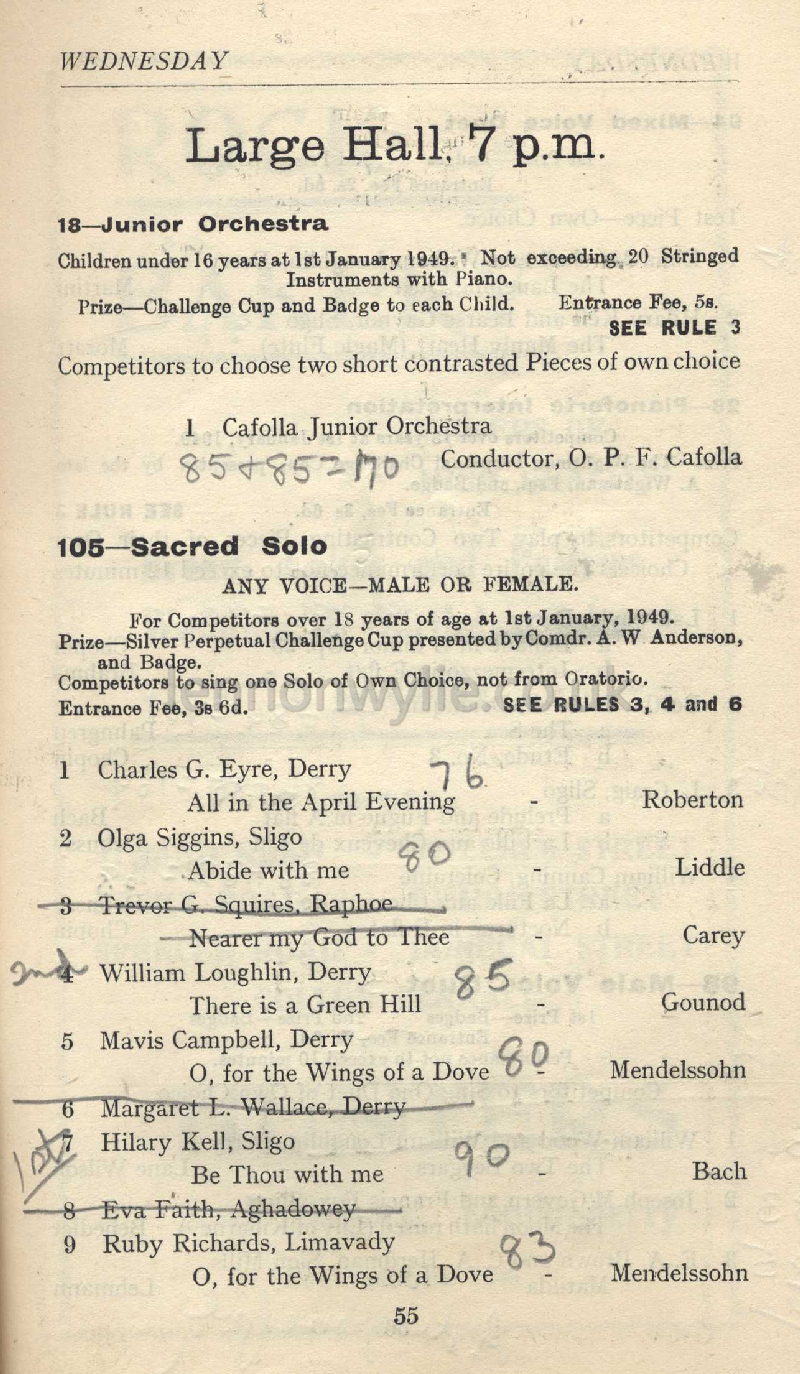 WEDNESDAY
Large Hall, 7 p.m.
18—Junior Orchestra
Children under 16 years at 1st January 1949. Not exceeding 20 Stringed
Instruments with Piano.
Prize—Challenge Cup and Badge to each Child. Entrance Fee, 5s.
SEE RULE 3
Competitors to choose two short contrasted Pieces of own choice
1 Cafolla Junior Orchestra
85+85=170 Conductor, O. P. F. Cafolla
105—Sacred Solo
ANY VOICE—MALE OR FEMALE.
For Competitors over 18 years of age at 1st January, 1949.
Prize—Silver Perpetual Challenge Cup presented by Comdr. A. W Anderson,
and Badge.
Competitors to sing one Solo of Own Choice, not from Oratorio.
Entrance Fee, 3s 6d. SEE RULES 3, 4 and 6
1 Charles G. Eyre, Derry 76
All in the April Evening - Roberton
2 Olga Siggins, Sligo
Abide with me 80 - Liddle
3 Trevor G. Squires, Raphoe
Nearer my God to Thee - Carey
2nd 4 William Loughlin, Derry 85
There is a Green Hill - Gounod
5 Mavis Campbell, Derry 80
O, for the Wings of a Dove - Mendelssohn
6 Margaret L. Wallace, Derry
1st 7 Hilary Kell, Sligo 90
Be Thou with me - Bach
8 Eva Faith, Aghadowey
9 Ruby Richards, Limavady 83
O, for the Wings of a Dove - Mendelssohn
55